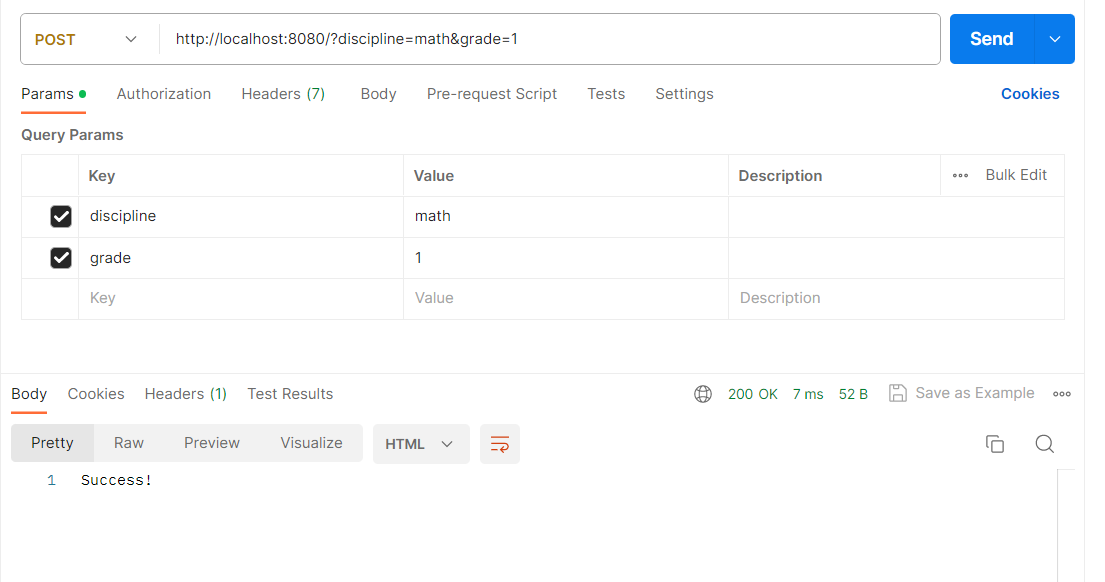 POST http://localhost:8080/?discipline=math&grade=1 Send
Params Authorization Headers (7) Body Pre-request Script Tests Settings Cookies
Query Params
Key Value Description Bulk Edit
discipline math
grade 1
Key Value Description
Body Cookies Headers (1) Test Results 200 OK 7 ms 52 B Save as Example
Pretty Raw Preview Visualize HTML
1 Success!